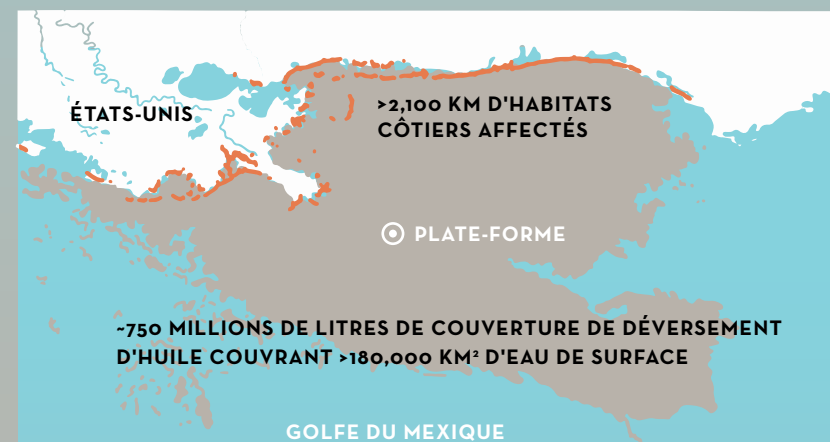 >2,100 KM D'HABITATS
CÔTIERS AFFECTÉS
ÉTATS-UNIS
PLATE-FORME
~750 MILLIONS DE LITRES DE COUVERTURE DE DÉVERSEMENT
D'HUILE COUVRANT >180,000 KM² D'EAU DE SURFACE
GOLFE DU MEXIQUE